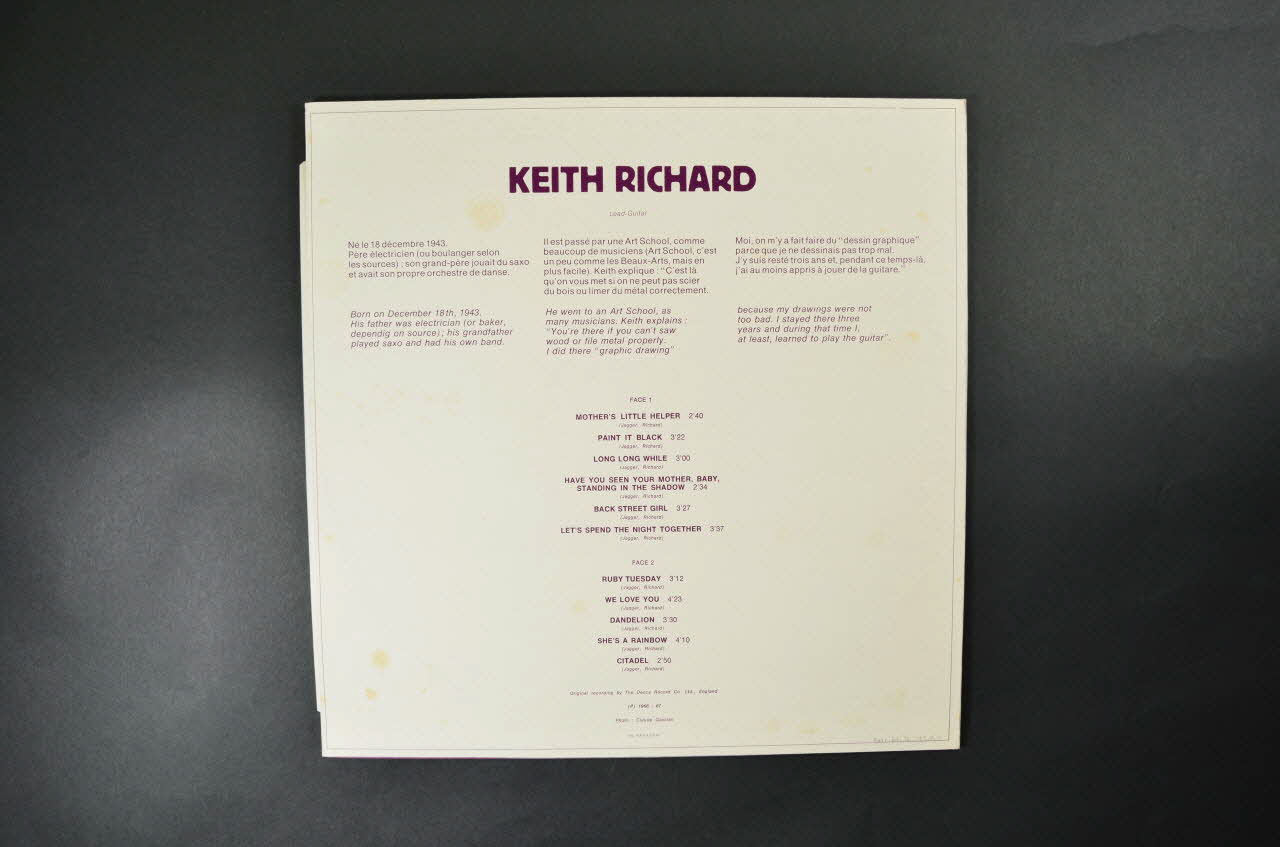 KEITH RICHARD
Lead-Guitar
Né le 18 décembre 1943.
Père électricien (ou boulanger selon
les sources) ; son grand-père jouait du saxo
et avait son propre orchestre de danse.
Il est passé par une Art School, comme
beaucoup de musiciens (Art School, c'est
un peu comme les Beaux-Arts, mais en
plus facile). Keith explique : "C'est là
qu'on vous met si on ne peut pas scier
du bois ou limer du métal correctement.
Moi, on m'y a fait faire du "dessin graphique"
parce que je ne dessinais pas trop mal.
J'y suis resté trois ans et, pendant ce temps-là,
j'ai au moins appris à jouer de la guitare."
Born on December 18th, 1943.
His father was electrician (or baker,
dependig on source) ; his grandfather
played saxo and had his own band.
He went to an Art School, as
many musicians. Keith explains :
"You're there if you can't saw
wood or file metal properly.
I did there "graphic drawing"
because my drawings were not
too bad. I stayed there three
years and during that time I,
at least, learned to play the guitar".
FACE 1
MOTHER'S LITTLE HELPER 2'40
(Jagger, Richard)
PAINT IT BLACK 3'22
(Jagger, Richard)
LONG LONG WHILE 3'00
(Jagger, Richard)
HAVE YOU SEEN YOUR MOTHER, BABY,
STANDING IN THE SHADOW 2'34
(Jagger, Richard)
BACK STREET GIRL 3'27
(Jagger, Richard)
LET'S SPEND THE NIGHT TOGETHER 3'37
(Jagger, Richard)
FACE 2
RUBY TUESDAY 3'12
(Jagger, Richard)
WE LOVE YOU 4'23
(Jagger, Richard)
DANDELION 3'30
(Jagger, Richard)
SHE'S A RAINBOW 4'10
(Jagger, Richard)
CITADEL 2'50
(Jagger, Richard)
Original recording by The Decca Record Co. Ltd., England
(P) 1966 - 67
Photo : Claude